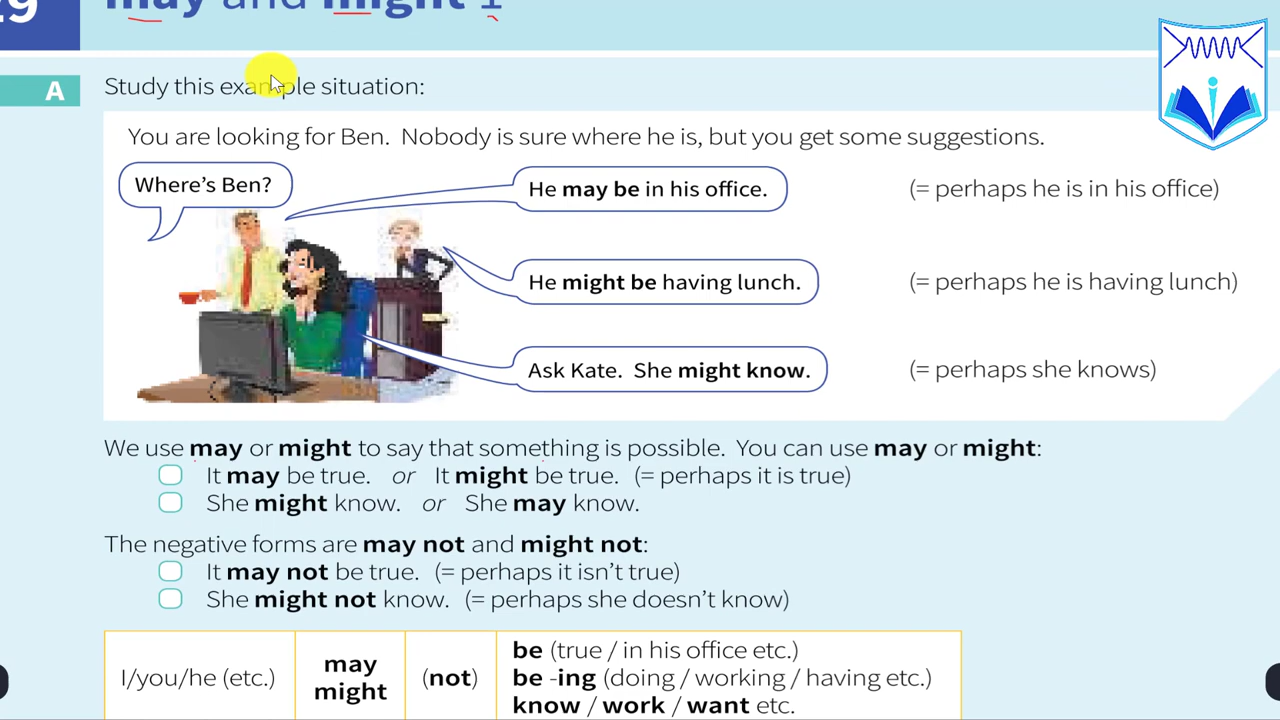 29
may and might 1
A
Study this example situation:
You are looking for Ben. Nobody is sure where he is, but you get some suggestions.
Where's Ben?
He may be in his office.
(= perhaps he is in his office)
He might be having lunch.
(= perhaps he is having lunch)
Ask Kate. She might know.
(= perhaps she knows)
We use may or might to say that something is possible. You can use may or might:
It may be true. or It might be true. (= perhaps it is true)
She might know. or She may know.
The negative forms are may not and might not:
It may not be true. (= perhaps it isn't true)
She might not know. (= perhaps she doesn't know)
I/you/he (etc.)
may
might
(not)
be (true / in his office etc.)
be -ing (doing / working / having etc.)
know / work / want etc.